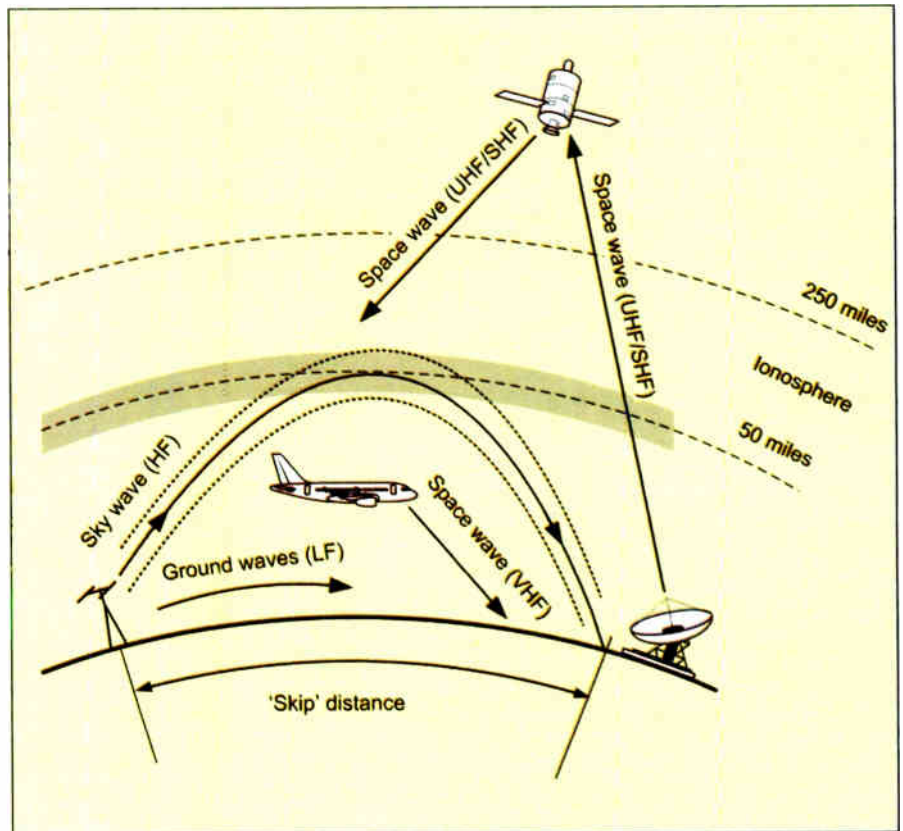 Space wave (UHF/SHF)
Space wave (UHF/SHF)
250 miles
Ionosphere
50 miles
Sky wave (HF)
Space wave (VHF)
Ground waves (LF)
'Skip' distance